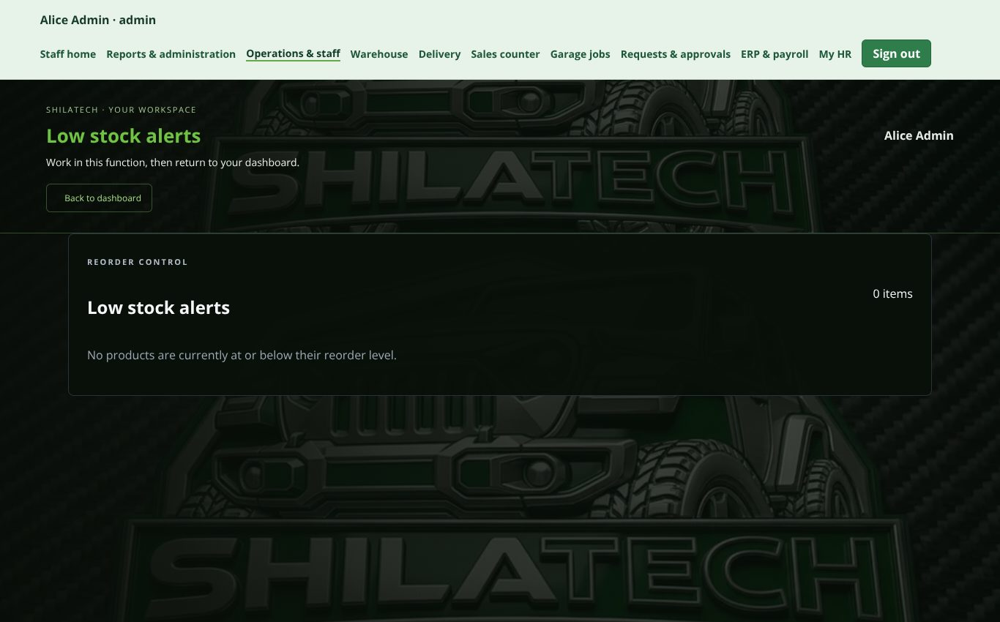 Alice Admin · admin
Staff home Reports & administration Operations & staff Warehouse Delivery Sales counter Garage jobs Requests & approvals ERP & payroll My HR Sign out
SHILATECH · YOUR WORKSPACE
Low stock alerts
Alice Admin
Work in this function, then return to your dashboard.
SHILATECH
Back to dashboard
REORDER CONTROL
Low stock alerts
0 items
No products are currently at or below their reorder level.
SHILATECH